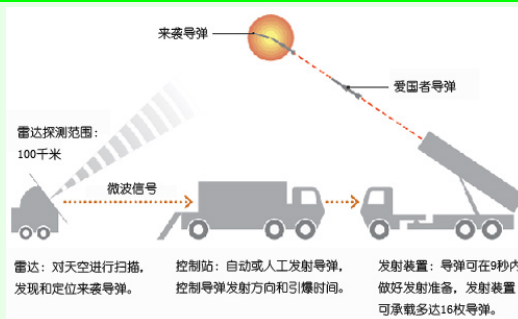 来袭导弹
爱国者导弹
雷达探测范围：
100千米
微波信号
雷达：对天空进行扫描，
发现和定位来袭导弹。
控制站：自动或人工发射导弹，
控制导弹发射方向和引爆时间。
发射装置：导弹可在9秒内
做好发射准备，发射装置
可承载多达16枚导弹。